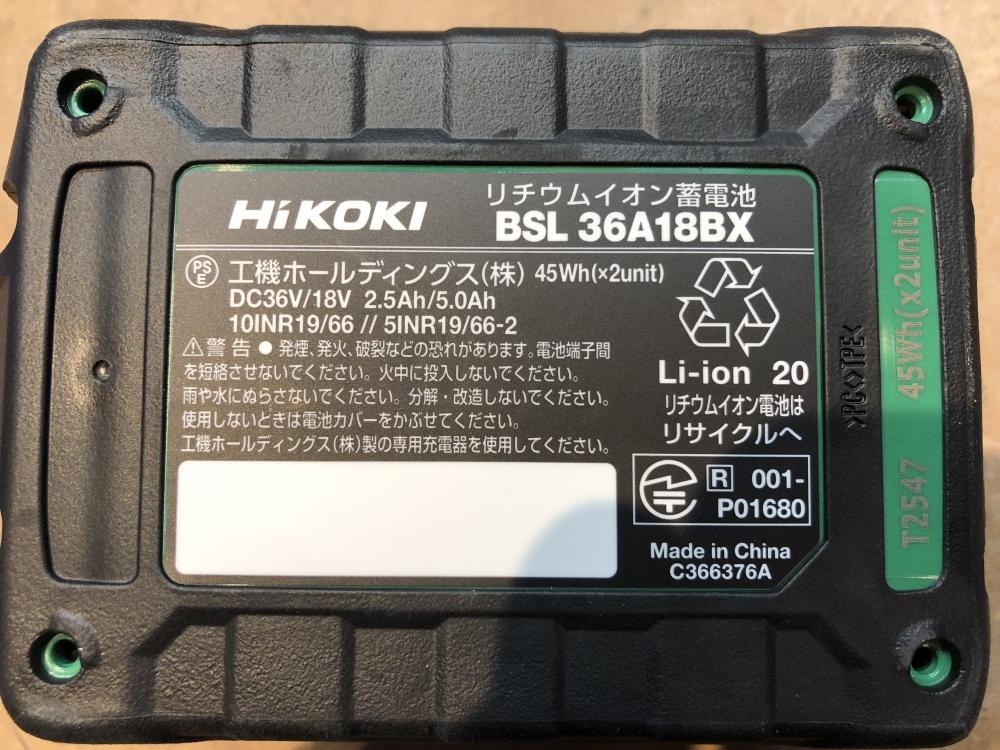 HiKOKI
リチウムイオン蓄電池
BSL 36A18BX
PS
E
工機ホールディングス(株) 45Wh(×2unit)
DC36V/18V 2.5Ah/5.0Ah
10INR19/66 // 5INR19/66-2
⚠警告 ● 発煙、発火、破裂などの恐れがあります。電池端子間
を短絡させないでください。火中に投入しないでください。
雨や水にぬらさないでください。分解・改造しないでください。
使用しないときは電池カバーをかぶせてください。
工機ホールディングス(株)製の専用充電器を使用してください。
Li-ion 20
リチウムイオン電池は
リサイクルへ
R 001-
P01680
Made in China
C366376A
>PC◇TPE<
T2547 45Wh(x2unit)